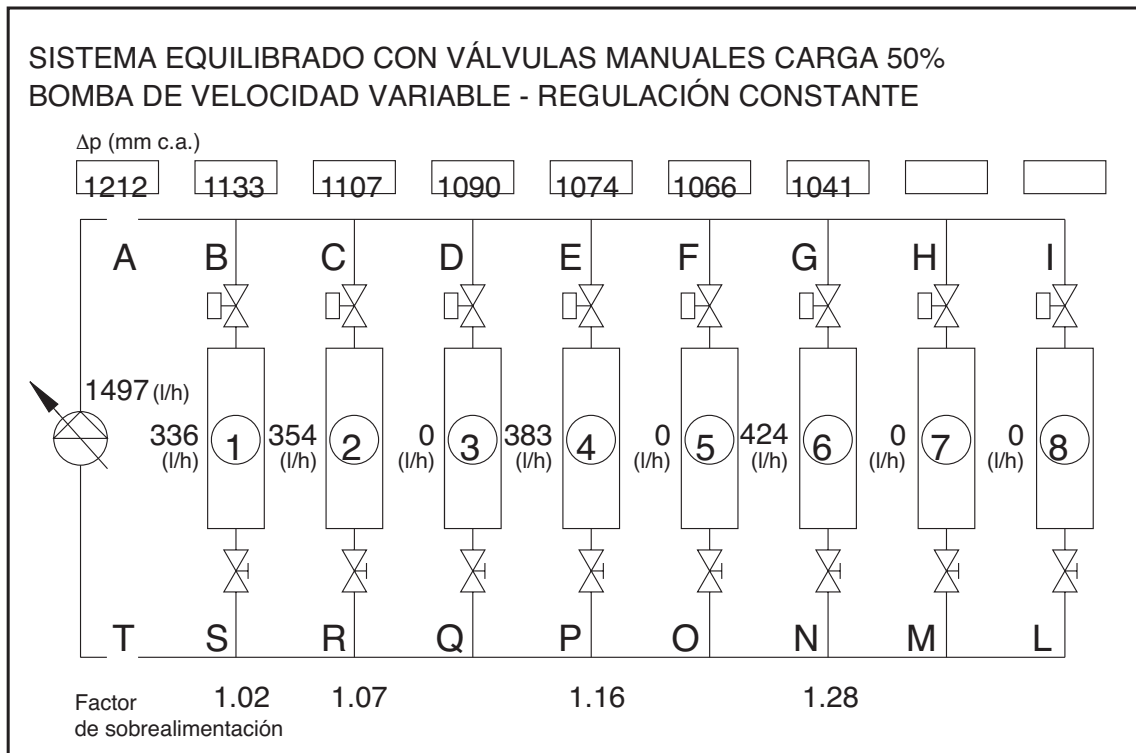 SISTEMA EQUILIBRADO CON VÁLVULAS MANUALES CARGA 50%
BOMBA DE VELOCIDAD VARIABLE - REGULACIÓN CONSTANTE
Δp (mm c.a.)
1212 1133 1107 1090 1074 1066 1041
A B C D E F G H I
1497 (l/h)
336 1 354 2 0 3 383 4 0 5 424 6 0 7 0 8
(l/h) (l/h) (l/h) (l/h) (l/h) (l/h) (l/h) (l/h)
T S R Q P O N M L
Factor 1.02 1.07 1.16 1.28
de sobrealimentación